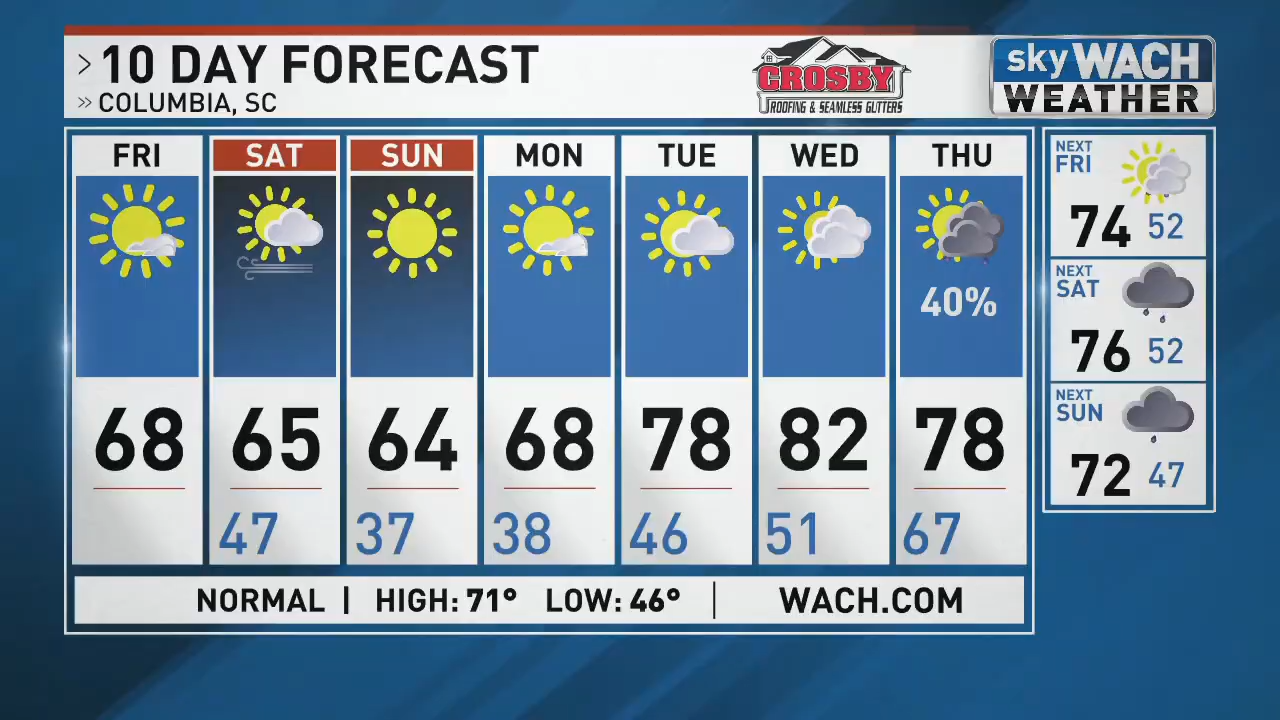 > 10 DAY FORECAST
» COLUMBIA, SC
CROSBY
ROOFING & SEAMLESS GUTTERS
sky WACH
WEATHER
FRI SAT SUN MON TUE WED THU
40%
68 65 64 68 78 82 78
47 37 38 46 51 67
NEXT
FRI
74 52
NEXT
SAT
76 52
NEXT
SUN
72 47
NORMAL | HIGH: 71° LOW: 46° | WACH.COM